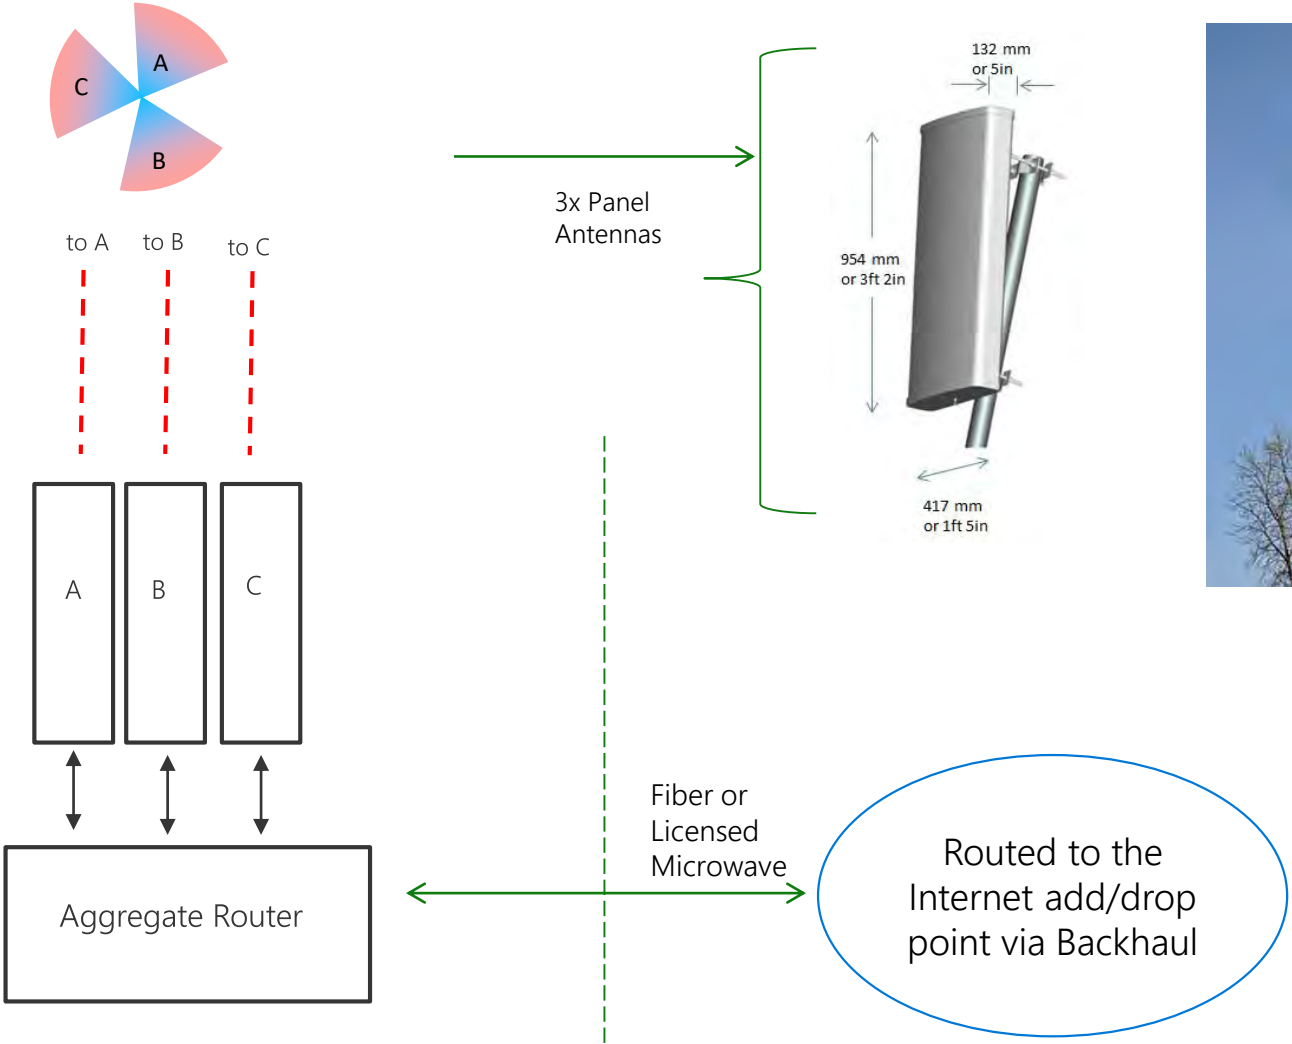 A
C
B
to A
to B
to C
3x Panel
Antennas
132 mm
or 5in
954 mm
or 3ft 2in
417 mm
or 1ft 5in
A
B
C
Aggregate Router
Fiber or
Licensed
Microwave
Routed to the
Internet add/drop
point via Backhaul